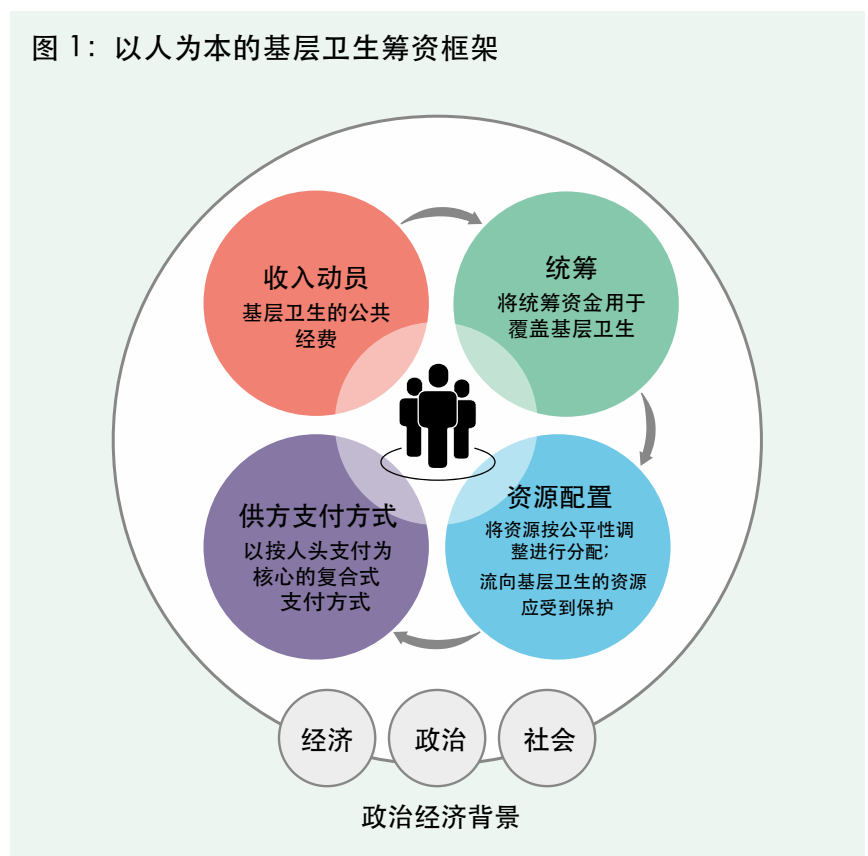 图 1：以人为本的基层卫生筹资框架
收入动员
基层卫生的公共
经费
统筹
将统筹资金用于
覆盖基层卫生
资源配置
将资源按公平性调
整进行分配;
流向基层卫生的资源
应受到保护
供方支付方式
以按人头支付为
核心的复合式
支付方式
经济
政治
社会
政治经济背景